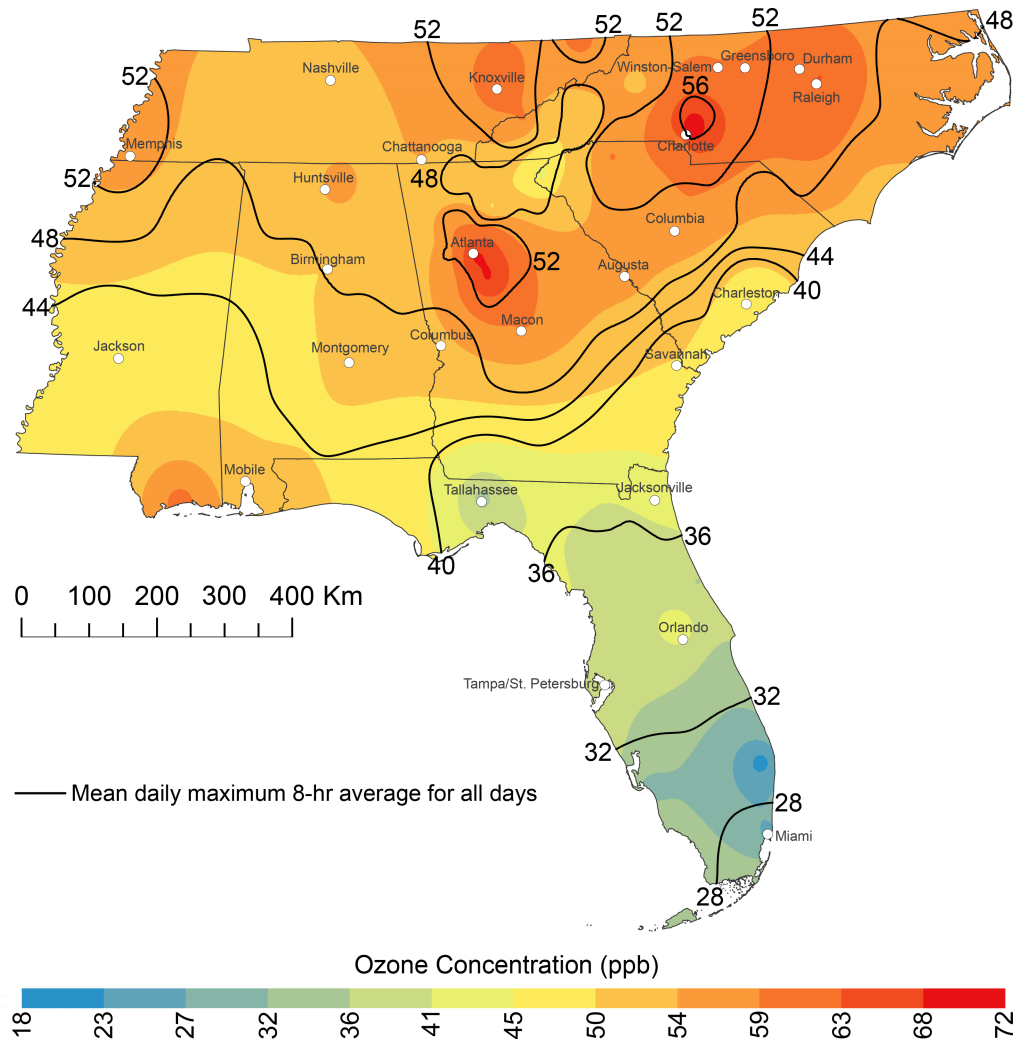 52
52
52
52
48
52
Nashville
Knoxville
Winston-Salem
Greensboro
Durham
Raleigh
56
Memphis
Chattanooga
Charlotte
52
Huntsville
48
Columbia
48
Atlanta
52
Birmingham
Augusta
44
40
44
Charleston
Macon
Columbus
Jackson
Montgomery
Savannah
Mobile
Tallahassee
Jacksonville
40
36
36
0 100 200 300 400 Km
Orlando
Tampa/St. Petersburg
32
32
Mean daily maximum 8-hr average for all days
28
Miami
28
Ozone Concentration (ppb)
18 23 27 32 36 41 45 50 54 59 63 68 72